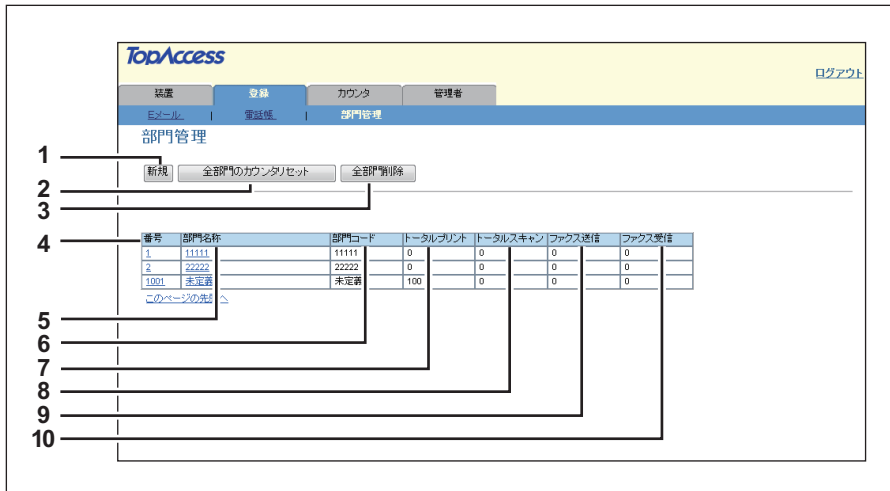 TopAccess
ログアウト
装置 登録 カウンタ 管理者
Eメール | 電話帳 | 部門管理
部門管理
1
新規 全部門のカウンタリセット 全部門削除
2
3
4
番号 部門名称 部門コード トータルプリント トータルスキャン ファクス送信 ファクス受信
1 11111 11111 0 0 0 0
2 22222 22222 0 0 0 0
1001 未定義 未定義 100 0 0 0
このページの先頭へ
5
6
7
8
9
10